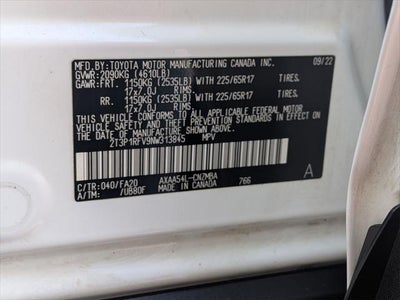 MFD.BY:TOYOTA MOTOR MANUFACTURING CANADA INC. 09/22
GVWR:2090KG (4610LB)
GAWR:FRT. 1150KG (2535LB) WITH 225/65R17 TIRES.
17x7.0J
RR. 1150KG (2535LB) WITH 225/65R17 TIRES.
17x7.0J
THIS VEHICLE CONFORMS TO ALL APPLICABLE FEDERAL MOTOR
VEHICLE SAFETY AND THEFT PREVENTION STANDARDS IN EFFECT ON
THE DATE OF MANUFACTURE SHOWN ABOVE.
2T3P1RFV9NW313845 MPV
C/TR:040/FA20 AXAA54L-CNZMBA 766 A
A/TM: /UB80F MADE IN CANADA